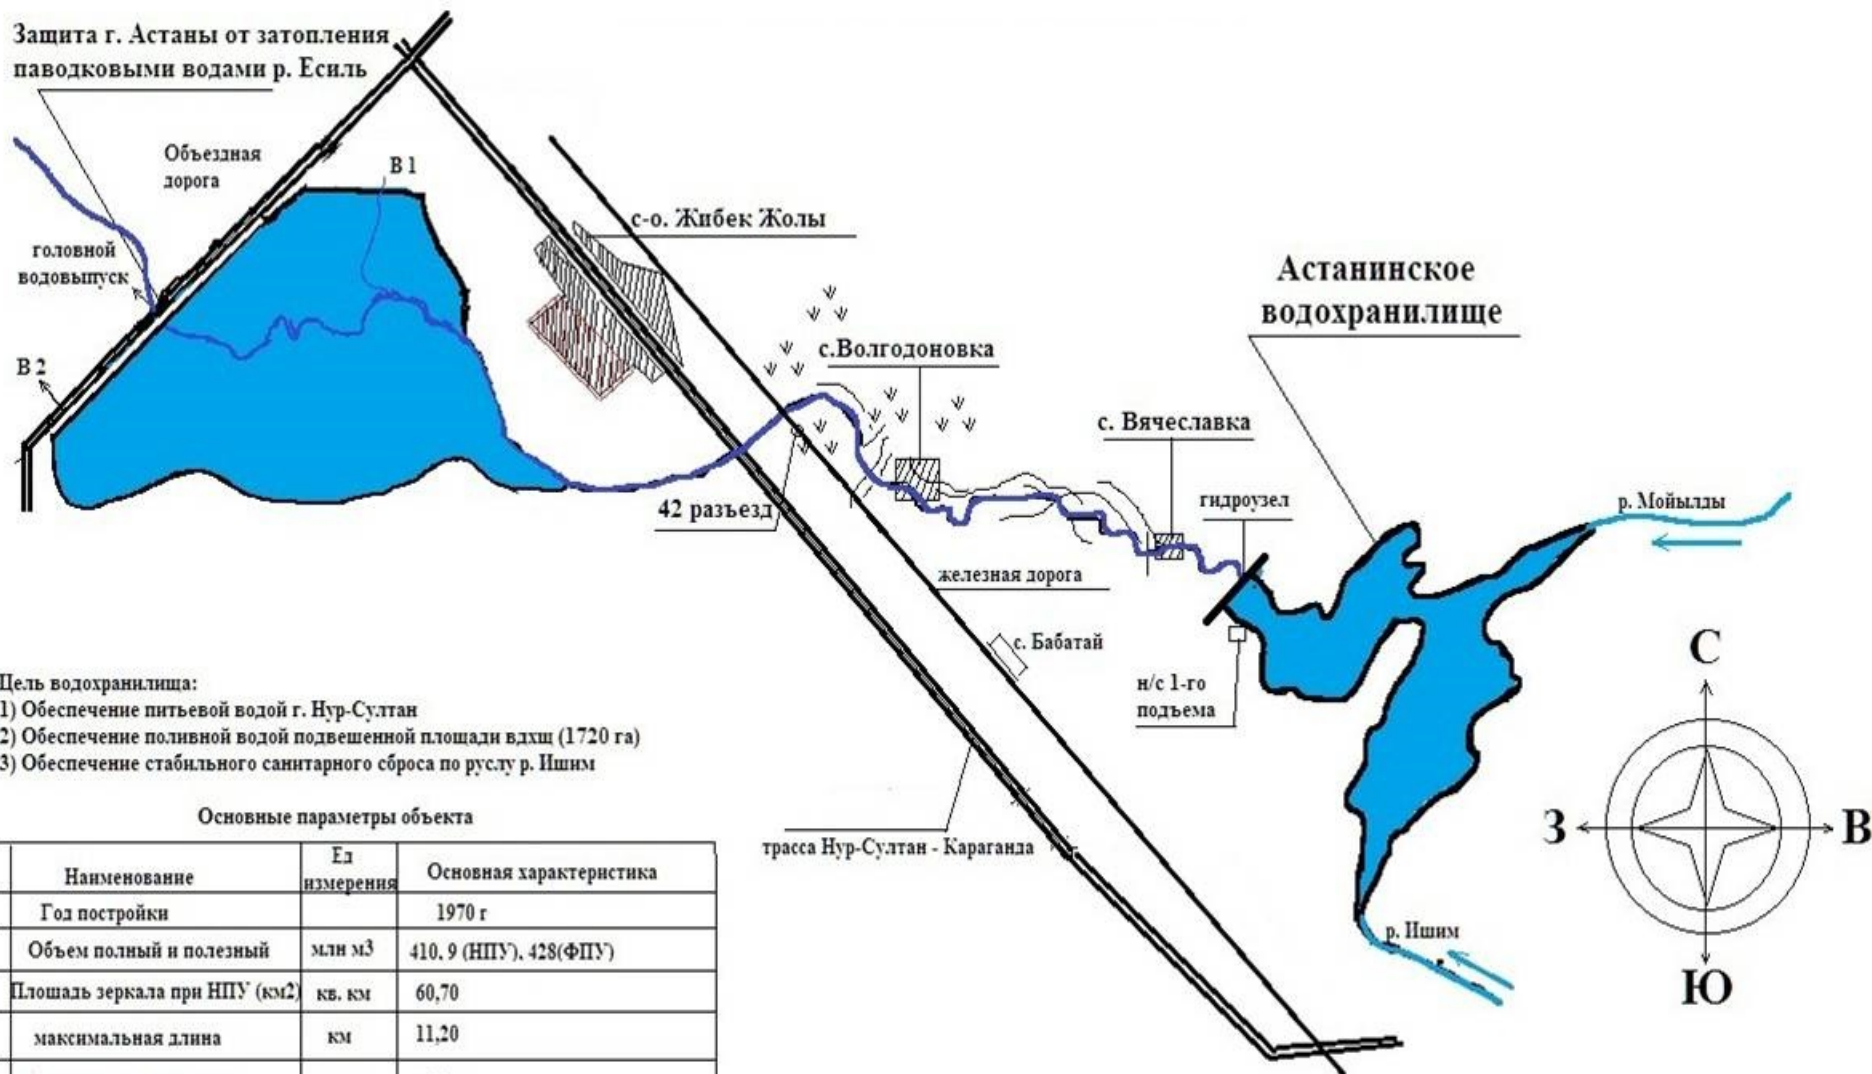 Защита г. Астаны от затопления
паводковыми водами р. Есиль
Объездная
дорога
В 1
с-о. Жибек Жолы
головной
водовыпуск
Астанинское
водохранилище
с.Волгодоновка
В 2
с. Вячеславка
42 разъезд
гидроузел
р. Мойылды
железная дорога
с. Бабатай
н/с 1-го
подъема
С
З
В
Ю
р. Ишим
трасса Нур-Султан - Караганда
Цель водохранилища:
1) Обеспечение питьевой водой г. Нур-Султан
2) Обеспечение поливной водой подвешенной площади вдхщ (1720 га)
3) Обеспечение стабильного санитарного сброса по руслу р. Ишим
Основные параметры объекта
Наименование Ед измерения Основная характеристика
Год постройки 1970 г
Объем полный и полезный млн м3 410. 9 (НПУ). 428(ФПУ)
Плошадь зеркала при НПУ (км2) кв. км 60,70
максимальная длина км 11,20